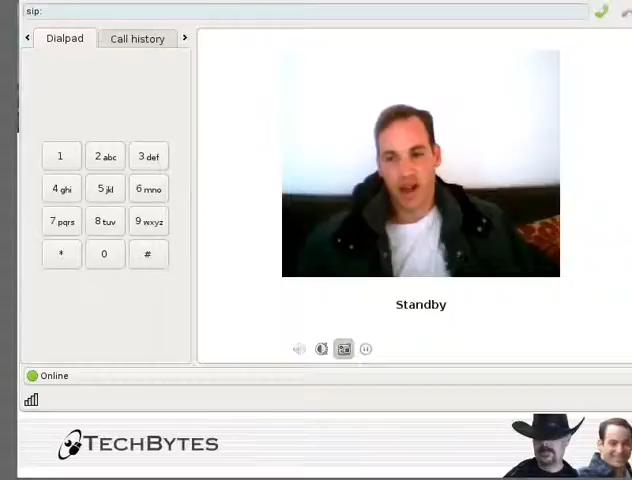 sip:
Dialpad
Call history
1
2 abc
3 def
4 ghi
5 jkl
6 mno
7 pqrs
8 tuv
9 wxyz
*
0
#
Standby
Online
TECHBYTES